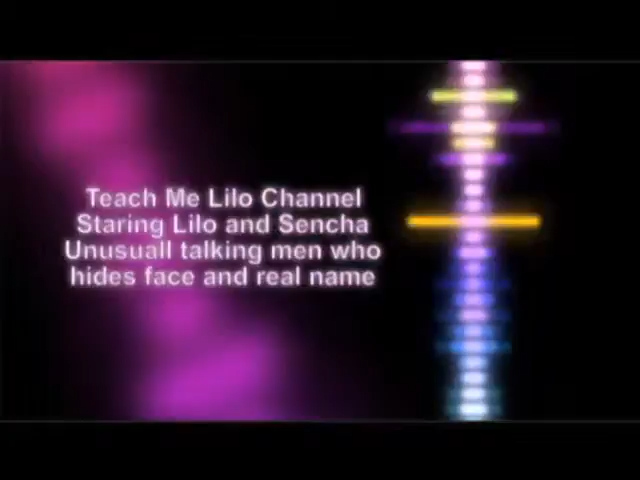 Teach Me Lilo Channel
Staring Lilo and Sencha
Unusuall talking men who
hides face and real name